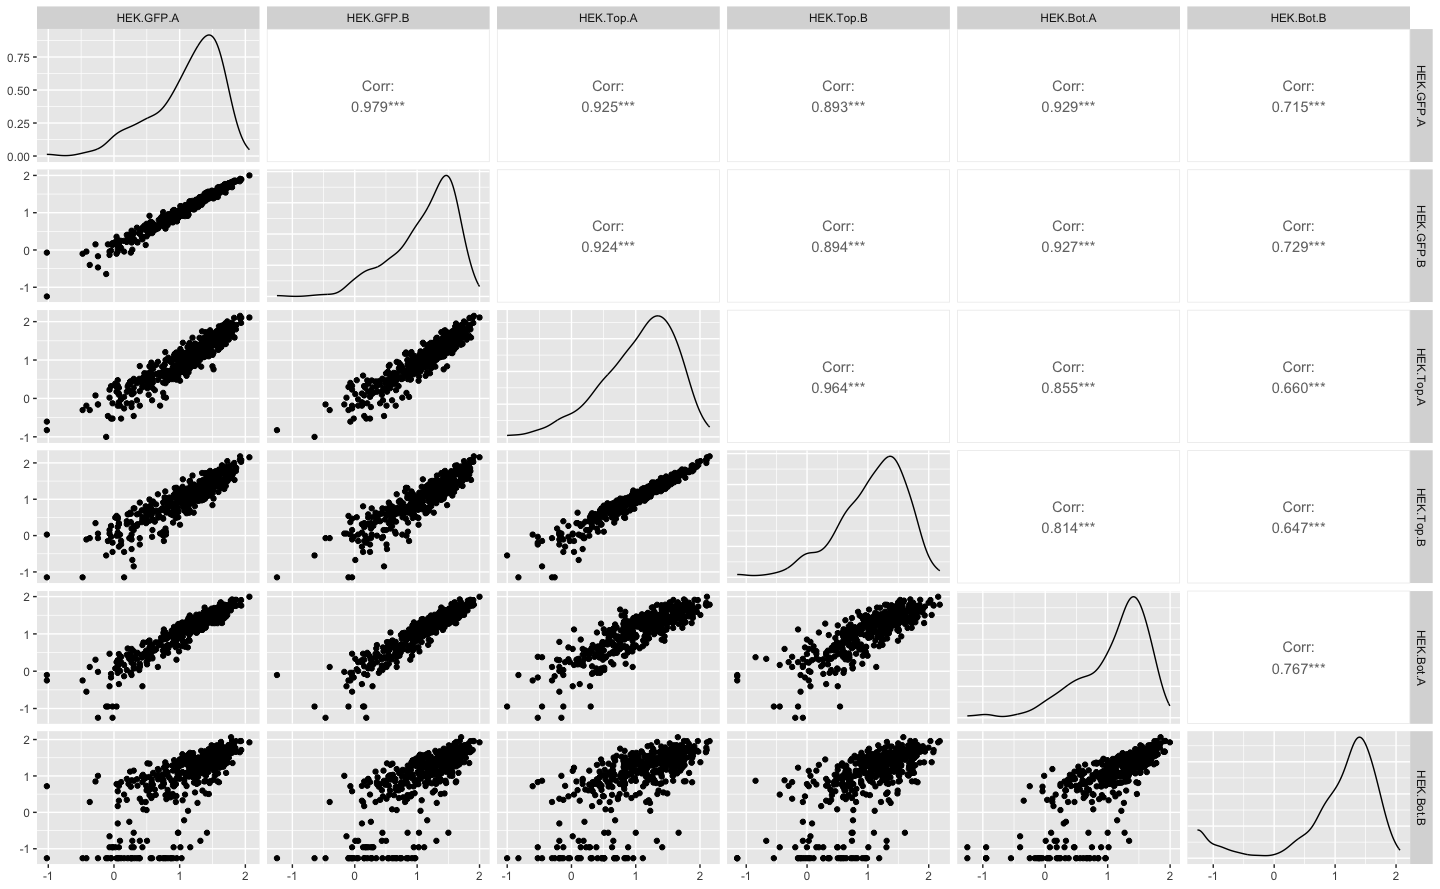 HEK.GFP.A
HEK.GFP.B
HEK.Top.A
HEK.Top.B
HEK.Bot.A
HEK.Bot.B
0.75
0.50
0.25
0.00
Corr:
0.979***
Corr:
0.925***
Corr:
0.893***
Corr:
0.929***
Corr:
0.715***
HEK.GFP.A
2
1
0
-1
Corr:
0.924***
Corr:
0.894***
Corr:
0.927***
Corr:
0.729***
HEK.GFP.B
2
1
0
-1
Corr:
0.964***
Corr:
0.855***
Corr:
0.660***
HEK.Top.A
2
1
0
-1
Corr:
0.814***
Corr:
0.647***
HEK.Top.B
2
1
0
-1
Corr:
0.767***
HEK.Bot.A
2
1
0
-1
HEK.Bot.B
-1 0 1 2
-1 0 1 2
-1 0 1 2
-1 0 1 2
-1 0 1 2
-1 0 1 2